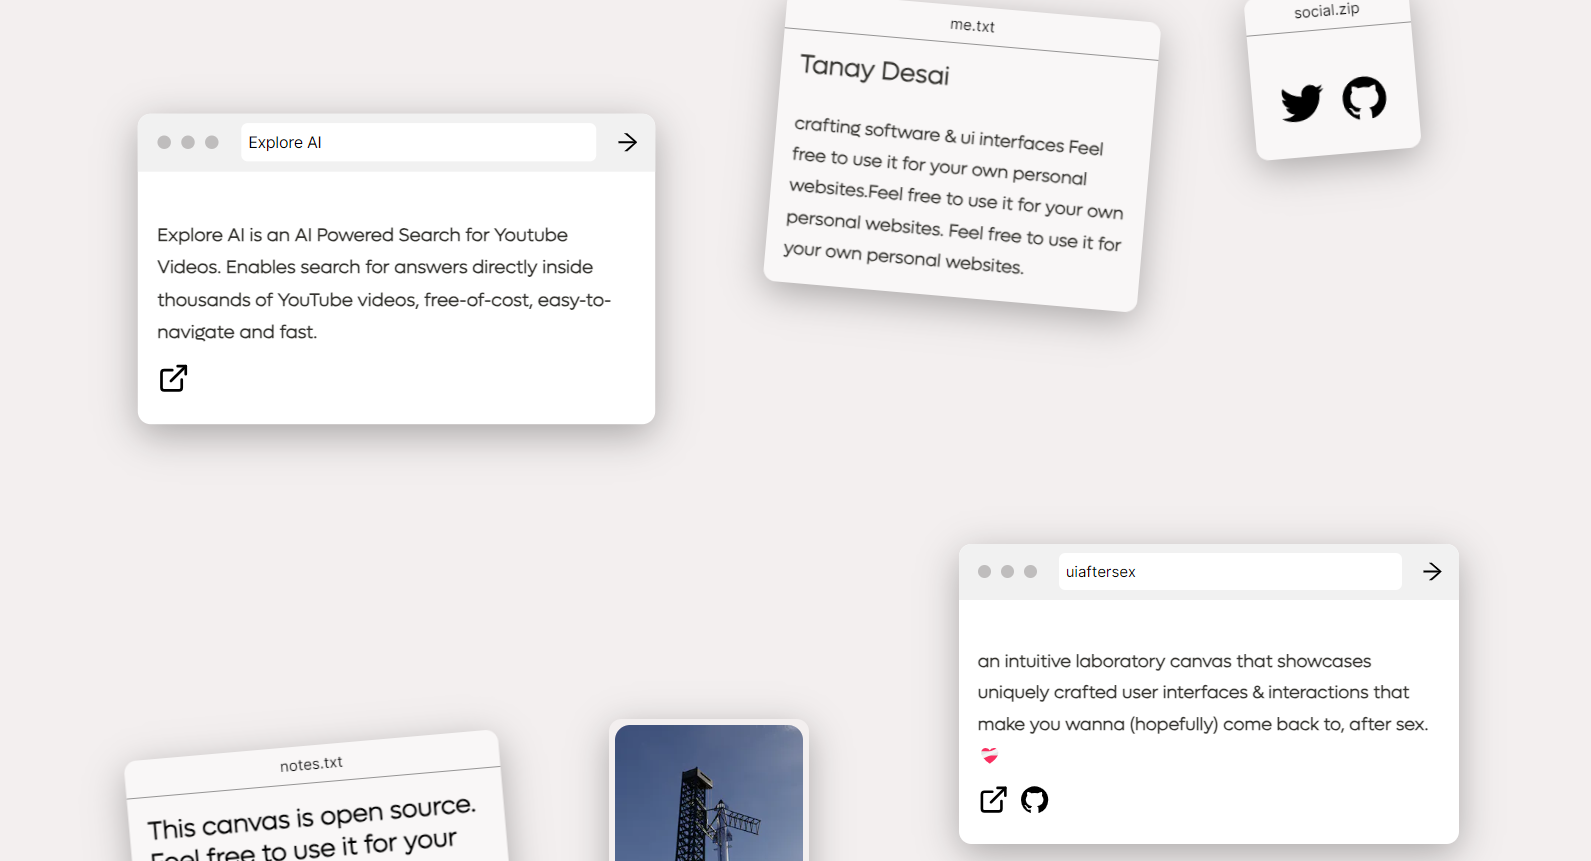 me.txt
Tanay Desai
crafting software & ui interfaces Feel
free to use it for your own personal
websites.Feel free to use it for your own
personal websites. Feel free to use it for
your own personal websites.
social.zip
Explore AI
Explore AI is an AI Powered Search for Youtube
Videos. Enables search for answers directly inside
thousands of YouTube videos, free-of-cost, easy-to-
navigate and fast.
uiaftersex
an intuitive laboratory canvas that showcases
uniquely crafted user interfaces & interactions that
make you wanna (hopefully) come back to, after sex.
notes.txt
This canvas is open source.
Feel free to use it for your